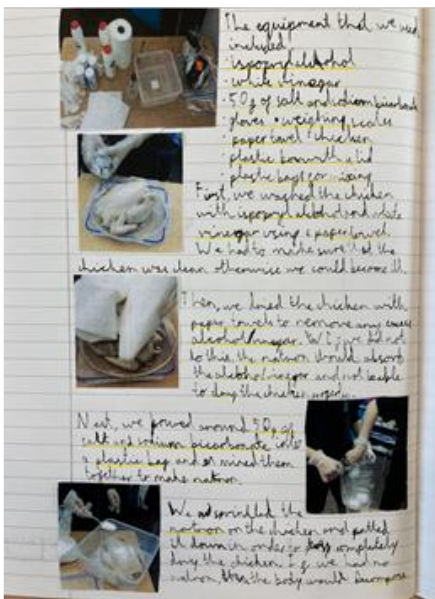 The equipment that we used
included
· isopropyl alcohol
· white vinegar
· 50g of salt and sodium bicarbonate
· gloves · weighing scales
· paper towel · chicken
· plastic box with a lid
· plastic bags for mixing
First, we washed the chicken
with isopropyl alcohol and white
vinegar using a paper towel.
We had to make sure that the
chicken was clean otherwise we could become ill.
Then, we dried the chicken with
paper towels to remove any excess
alcohol/vinegar. If we did not
do this, the natron would absorb
the alcohol/vinegar and not be able
to dry the chicken properly.
Next, we poured around 50g of
salt and sodium bicarbonate into
a plastic bag and mixed them
together to make natron.
We sprinkled the
natron on the chicken and patted
it down in order to completely
dry the chicken. If we had no
natron, then the body would decompose